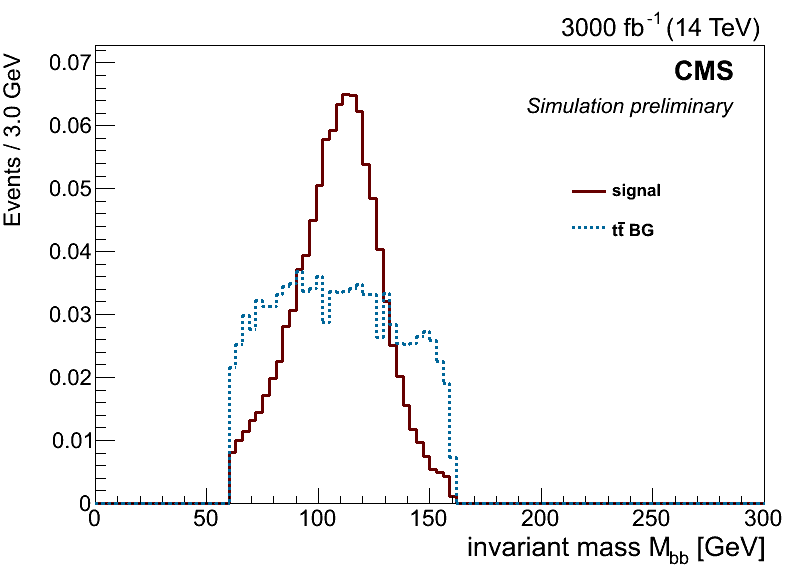 3000 fb⁻¹ (14 TeV)
CMS
Simulation preliminary
Events / 3.0 GeV
0.07
0.06
0.05
0.04
0.03
0.02
0.01
0
signal
tt̄ BG
0 50 100 150 200 250 300
invariant mass M_bb [GeV]